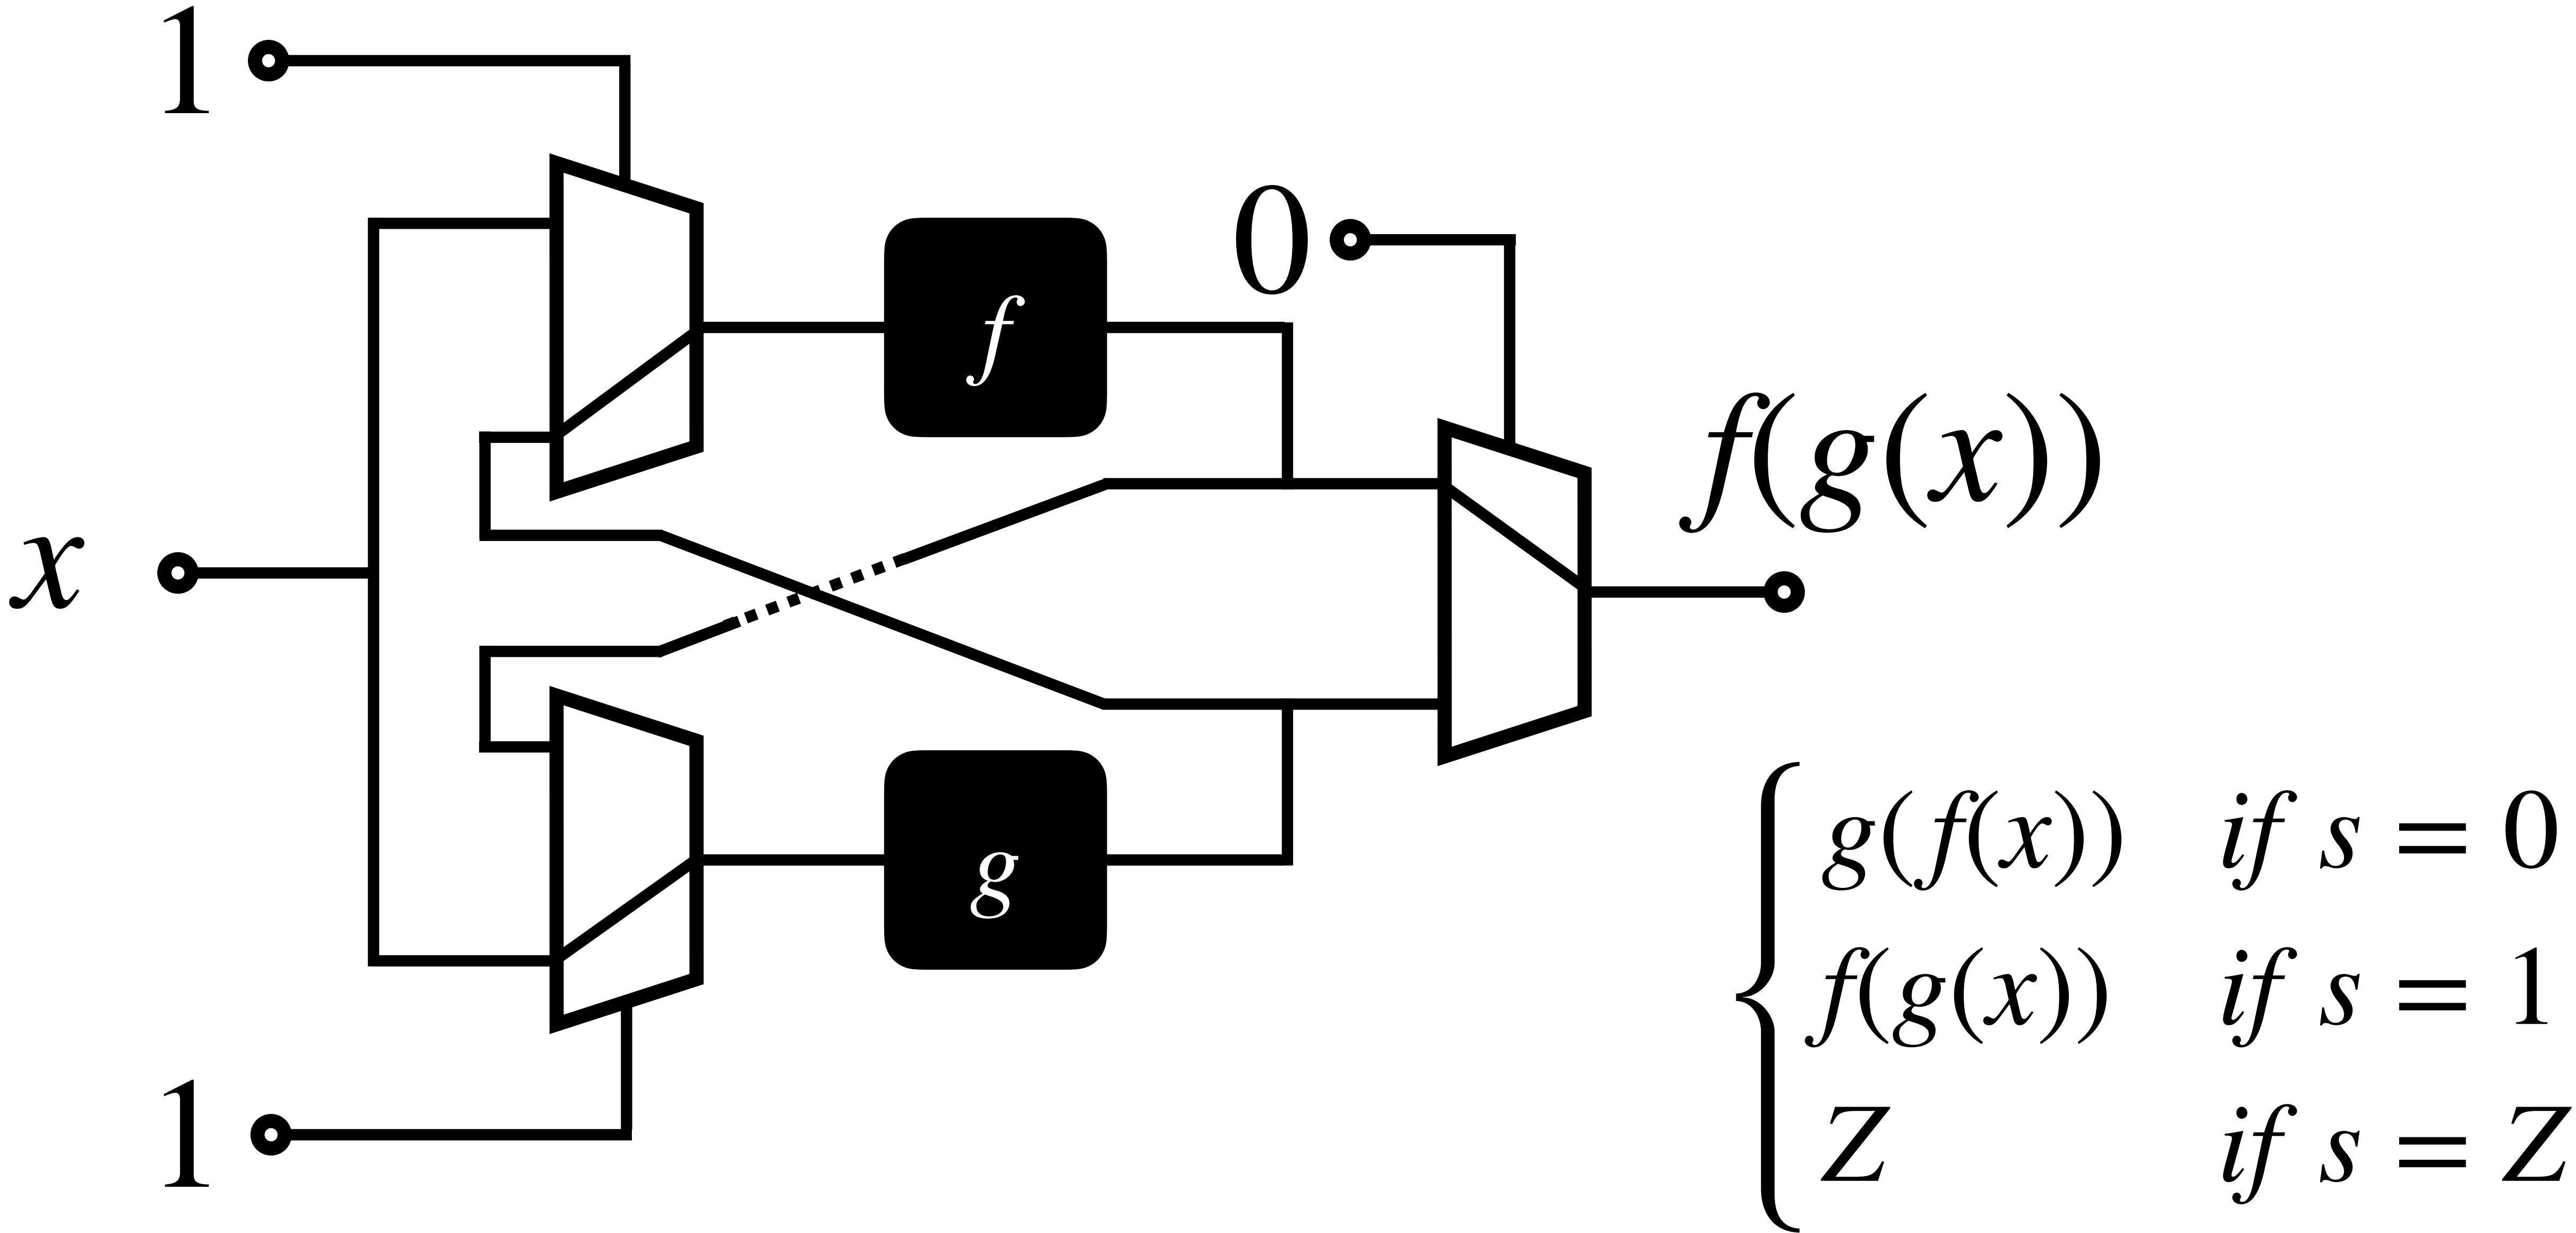 1
0
f
f(g(x))
x
g
g(f(x)) if s = 0
f(g(x)) if s = 1
Z if s = Z
1